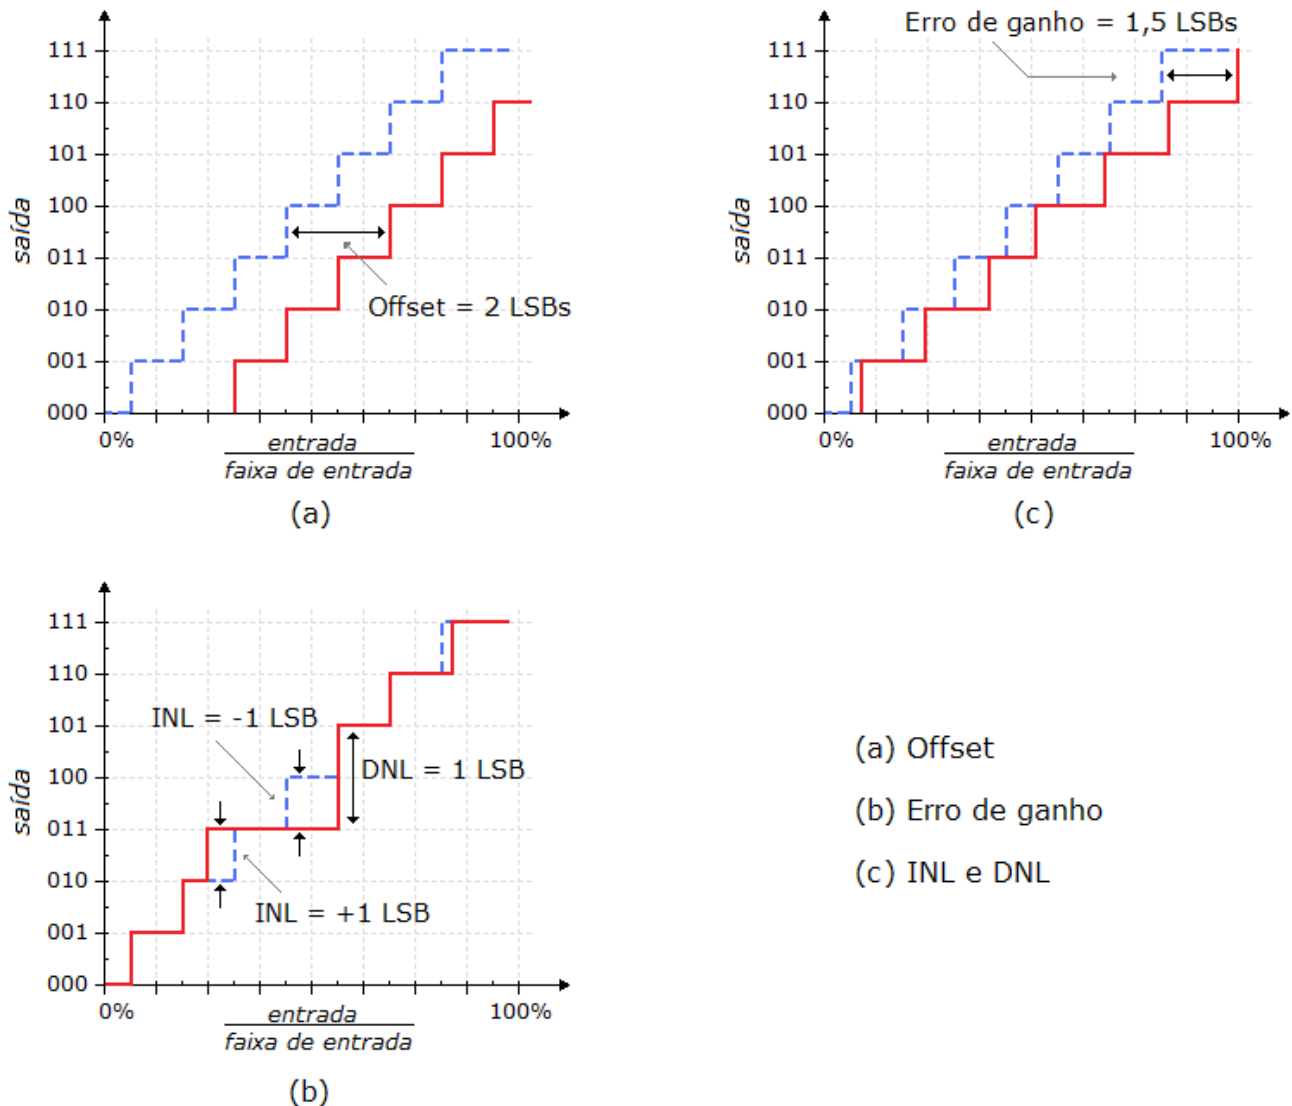 111
110
101
100
011
010
001
000
saída
Offset = 2 LSBs
0%
100%
entrada
faixa de entrada
(a)
Erro de ganho = 1,5 LSBs
111
110
101
100
011
010
001
000
saída
0%
100%
entrada
faixa de entrada
(c)
111
110
101
100
011
010
001
000
saída
INL = -1 LSB
DNL = 1 LSB
INL = +1 LSB
0%
100%
entrada
faixa de entrada
(b)
(a) Offset
(b) Erro de ganho
(c) INL e DNL